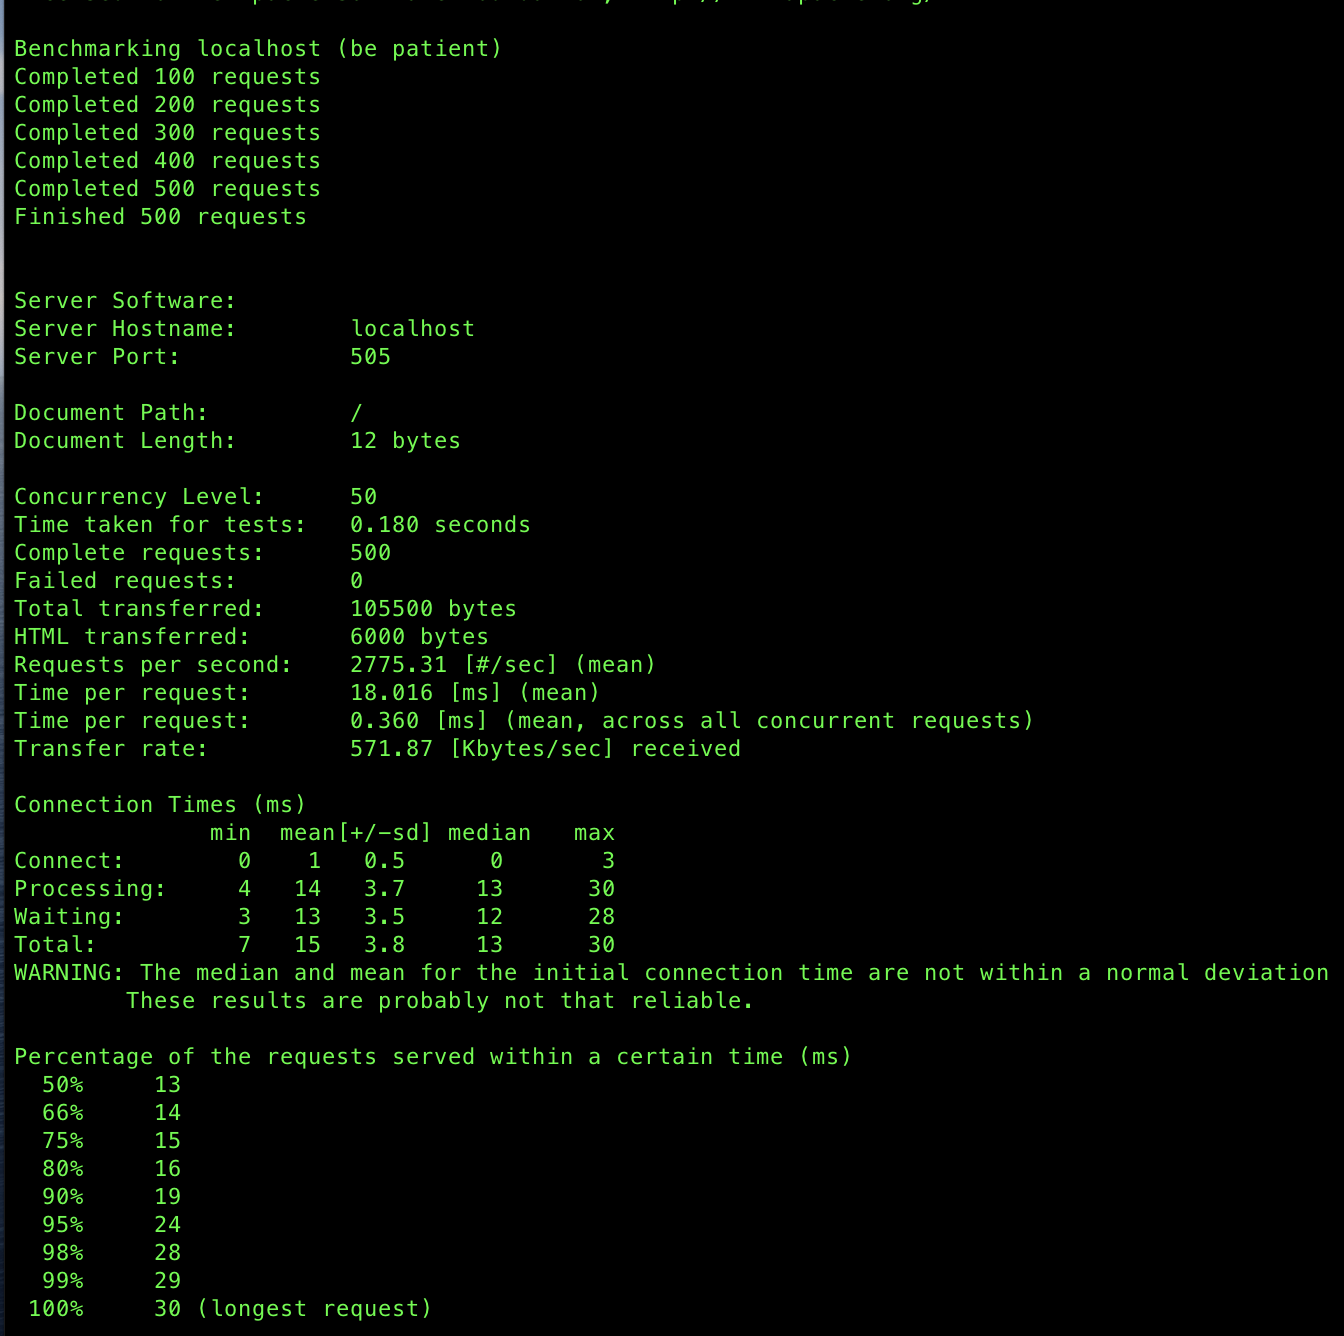 Benchmarking localhost (be patient)
Completed 100 requests
Completed 200 requests
Completed 300 requests
Completed 400 requests
Completed 500 requests
Finished 500 requests
Server Software:
Server Hostname:        localhost
Server Port:            505
Document Path:          /
Document Length:        12 bytes
Concurrency Level:      50
Time taken for tests:   0.180 seconds
Complete requests:      500
Failed requests:        0
Total transferred:      105500 bytes
HTML transferred:       6000 bytes
Requests per second:    2775.31 [#/sec] (mean)
Time per request:       18.016 [ms] (mean)
Time per request:       0.360 [ms] (mean, across all concurrent requests)
Transfer rate:          571.87 [Kbytes/sec] received
Connection Times (ms)
              min  mean[+/-sd] median   max
Connect:        0    1   0.5      0       3
Processing:     4   14   3.7     13      30
Waiting:        3   13   3.5     12      28
Total:          7   15   3.8     13      30
WARNING: The median and mean for the initial connection time are not within a normal deviation
        These results are probably not that reliable.
Percentage of the requests served within a certain time (ms)
  50%     13
  66%     14
  75%     15
  80%     16
  90%     19
  95%     24
  98%     28
  99%     29
 100%     30 (longest request)